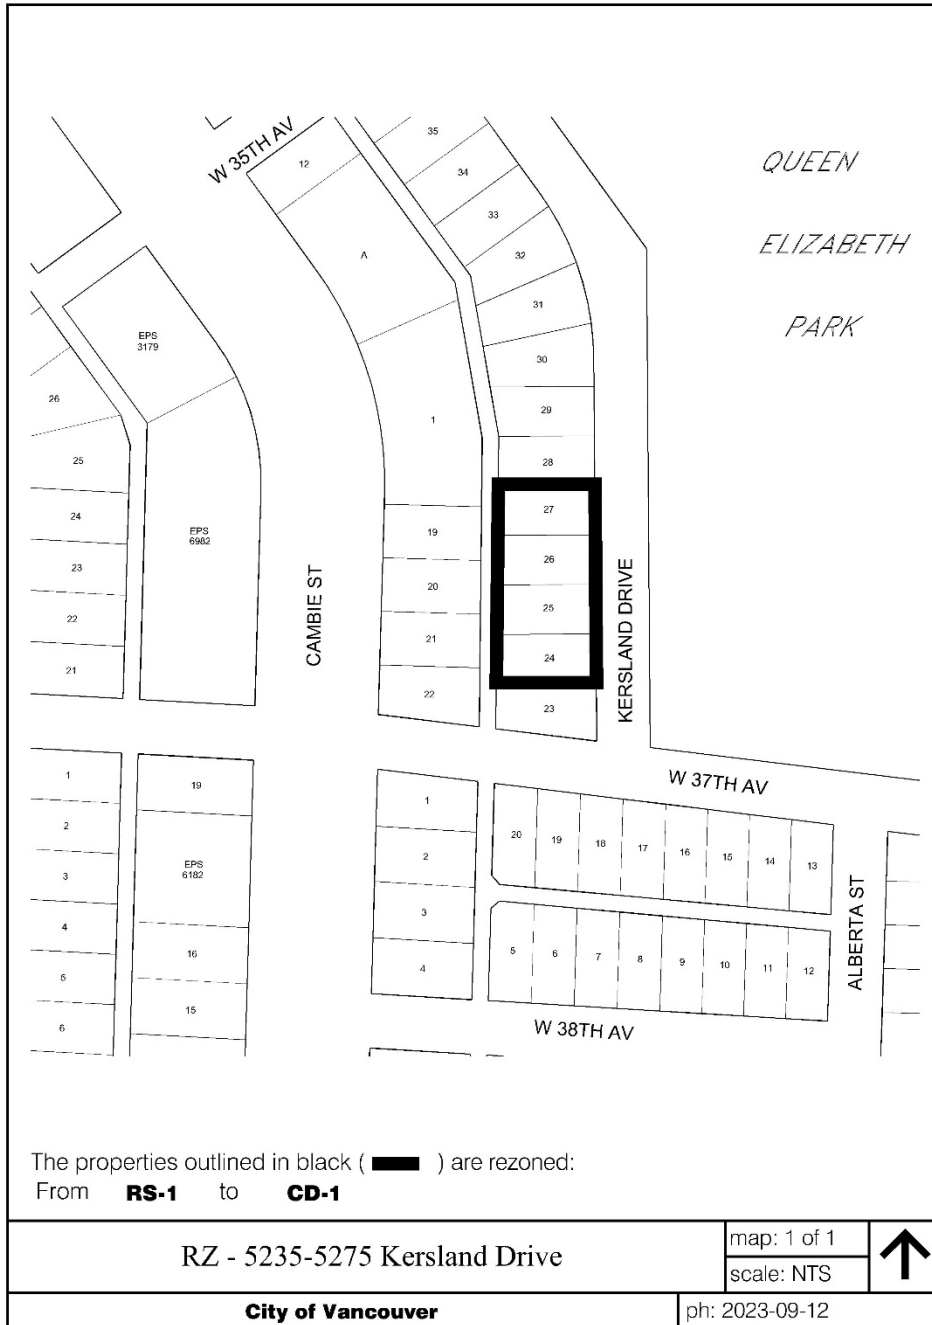 W 35TH AV
12
35
34
33
32
31
30
29
28
27
26
25
24
23
A
1
19
20
21
22
QUEEN
ELIZABETH
PARK
EPS
3179
EPS
6982
26
25
24
23
22
21
CAMBIE ST
KERSLAND DRIVE
W 37TH AV
1
2
3
4
5
6
19
EPS
6182
16
15
1
2
3
4
20
19
18
17
16
15
14
13
5
6
7
8
9
10
11
12
ALBERTA ST
W 38TH AV
The properties outlined in black ( ) are rezoned:
From RS-1 to CD-1
RZ - 5235-5275 Kersland Drive
map: 1 of 1
scale: NTS
City of Vancouver
ph: 2023-09-12